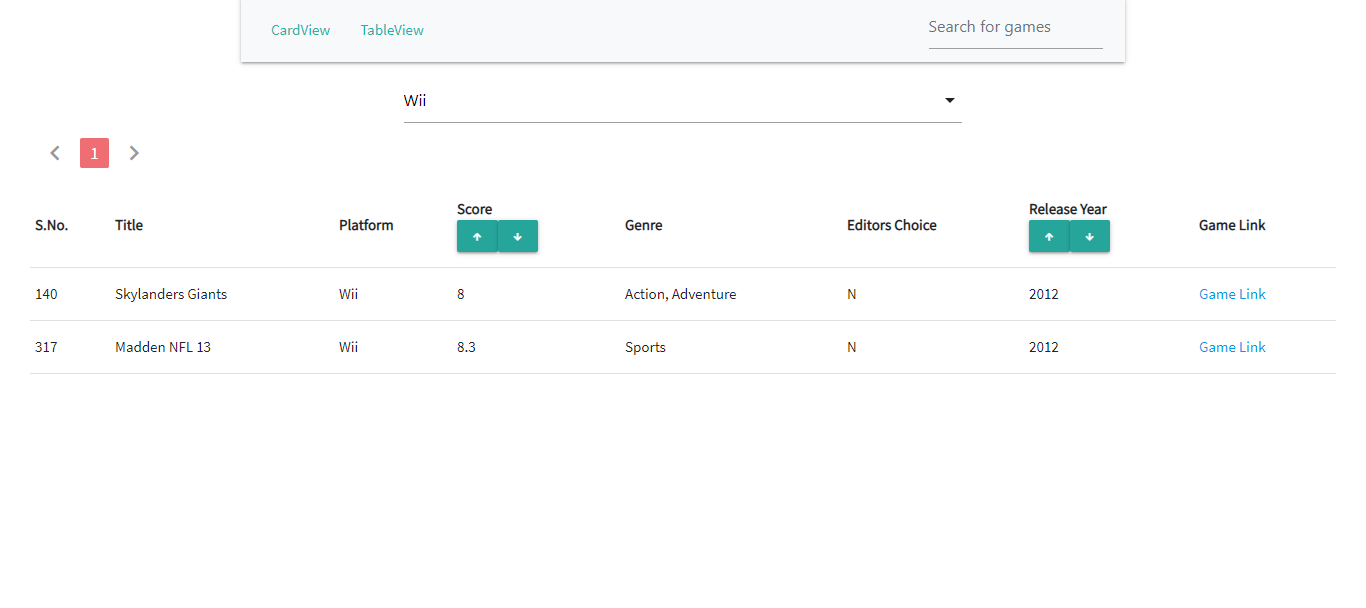 CardView TableView Search for games
Wii
1
S.No. Title Platform Score Genre Editors Choice Release Year Game Link
140 Skylanders Giants Wii 8 Action, Adventure N 2012 Game Link
317 Madden NFL 13 Wii 8.3 Sports N 2012 Game Link